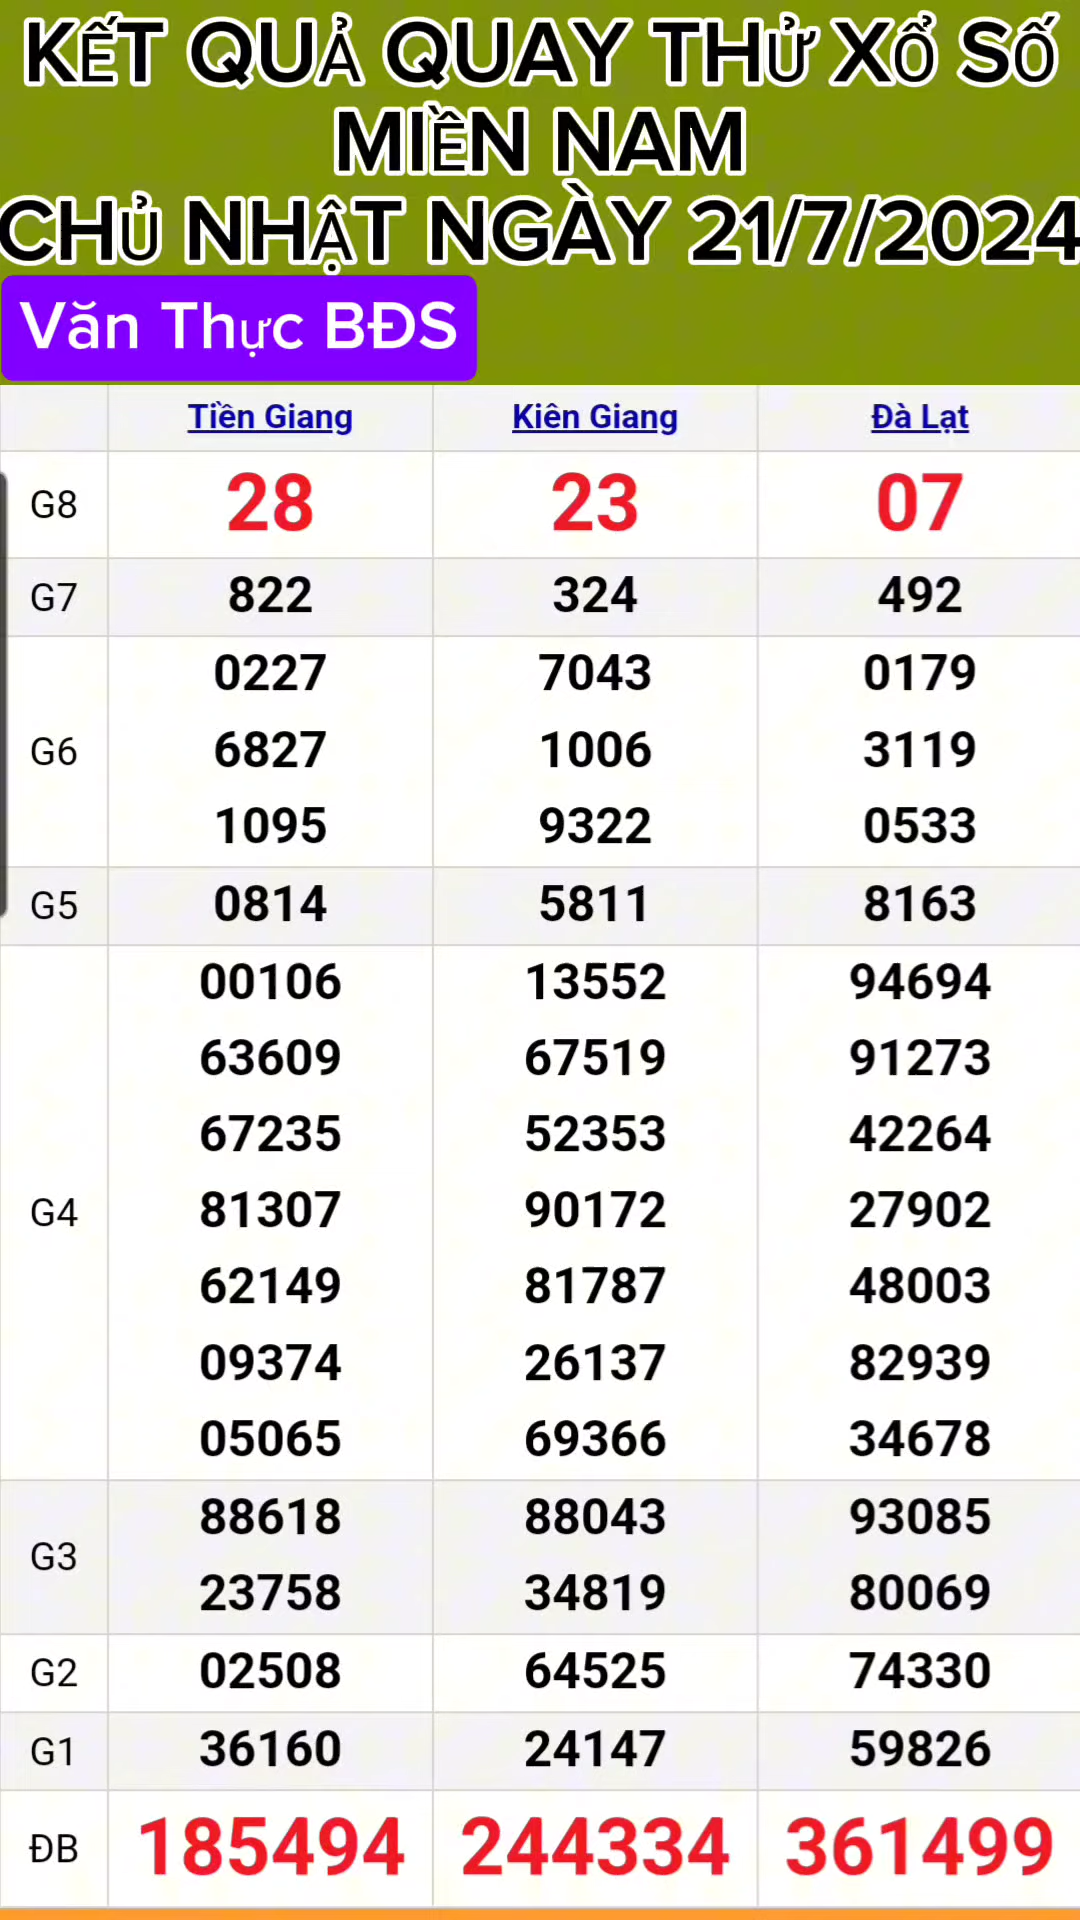 KẾT QUẢ QUAY THỬ XỔ SỐ
MIỀN NAM
CHỦ NHẬT NGÀY 21/7/2024
Văn Thực BĐS
Tiền Giang Kiên Giang Đà Lạt
G8 28 23 07
G7 822 324 492
0227 7043 0179
G6 6827 1006 3119
1095 9322 0533
G5 0814 5811 8163
00106 13552 94694
63609 67519 91273
67235 52353 42264
G4 81307 90172 27902
62149 81787 48003
09374 26137 82939
05065 69366 34678
G3 88618 88043 93085
23758 34819 80069
G2 02508 64525 74330
G1 36160 24147 59826
ĐB 185494 244334 361499